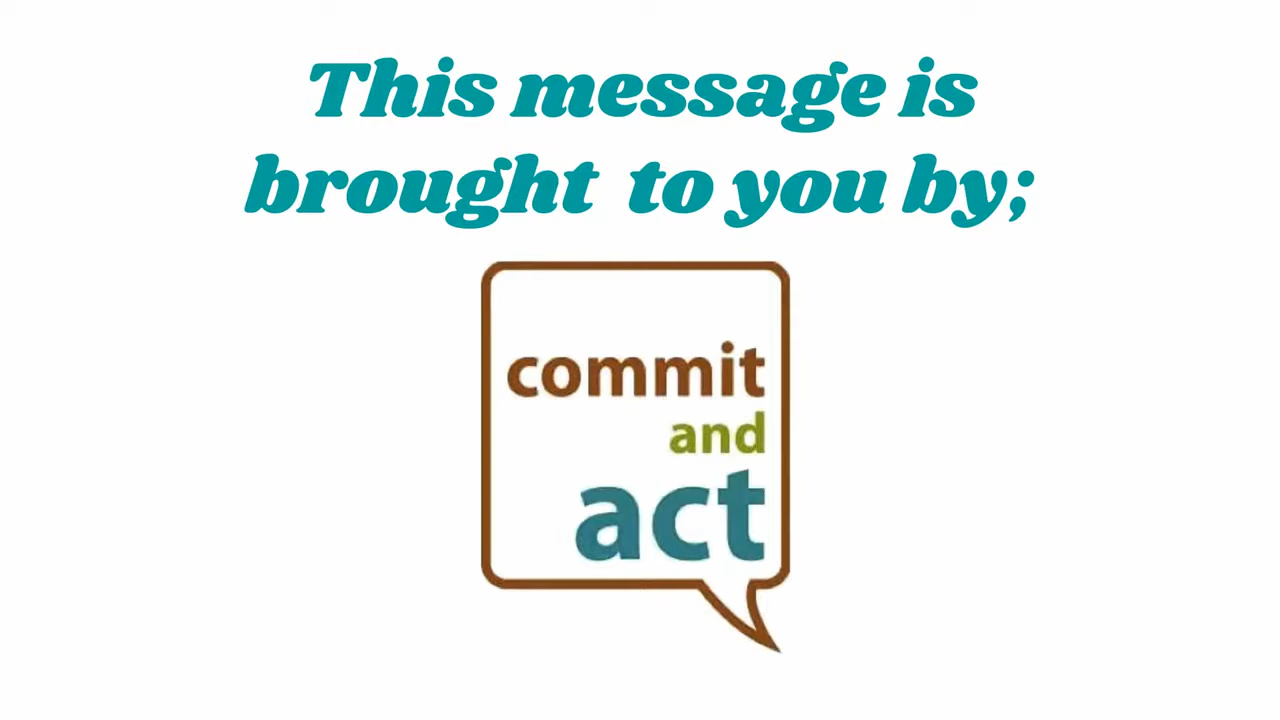 This message is
brought to you by;
commit
and
act